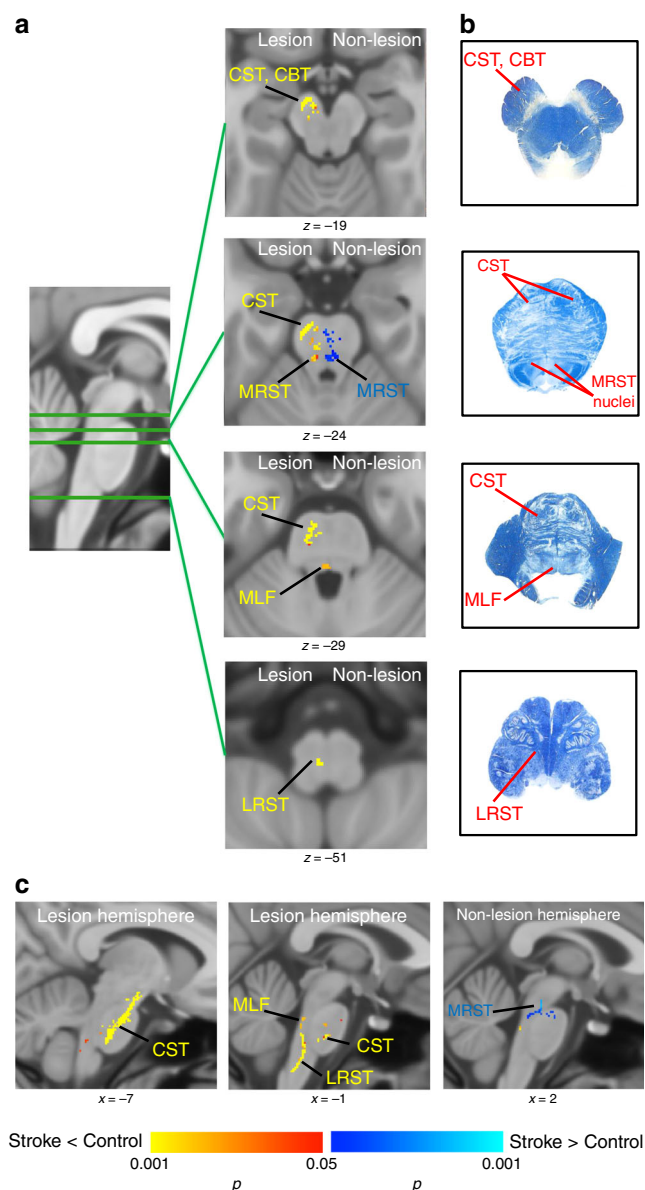 a
Lesion Non-lesion
CST, CBT
z = –19
Lesion Non-lesion
CST
MRST MRST
z = –24
Lesion Non-lesion
CST
MLF
z = –29
Lesion Non-lesion
LRST
z = –51
b
CST, CBT
CST
MRST
nuclei
CST
MLF
LRST
c
Lesion hemisphere
CST
x = –7
Lesion hemisphere
MLF
CST
LRST
x = –1
Non-lesion hemisphere
MRST
x = 2
Stroke < Control Stroke > Control
0.001 0.05 0.001
p p